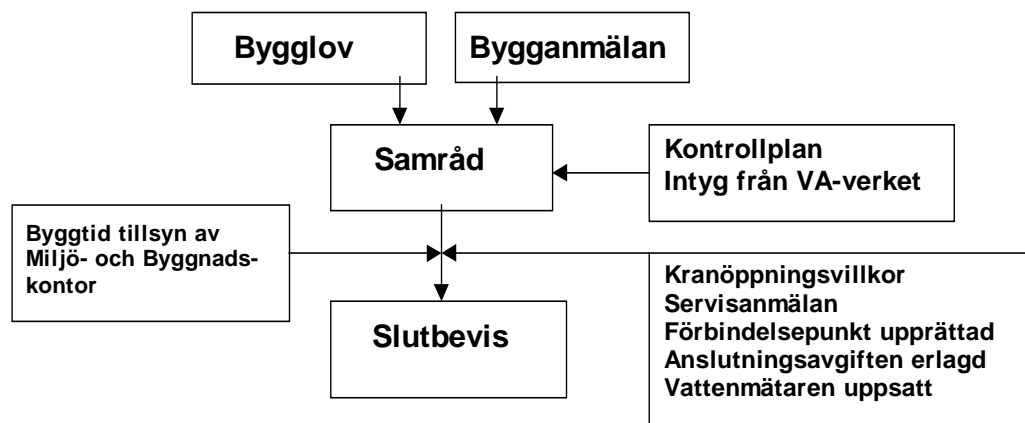 Bygglov
Bygganmälan
Samråd
Kontrollplan
Intyg från VA-verket
Byggtid tillsyn av
Miljö- och Byggnads-
kontor
Kranöppningsvillkor
Servisanmälan
Förbindelsepunkt upprättad
Anslutningsavgiften erlagd
Vattenmätaren uppsatt
Slutbevis